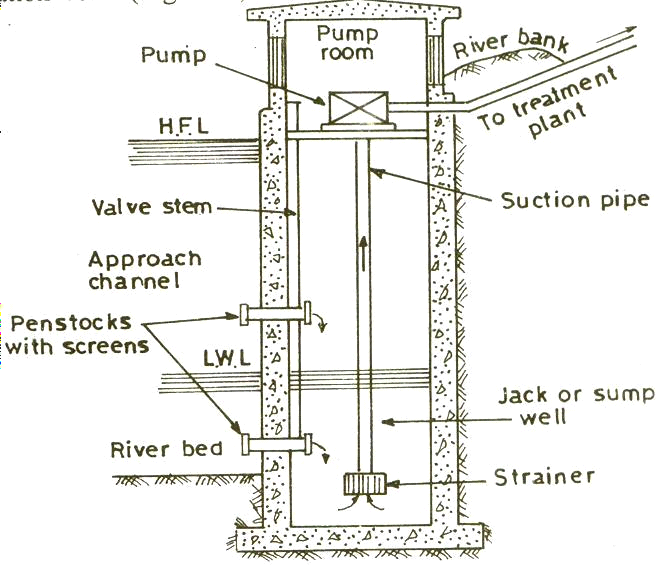 Pump
room
River bank
Pump
To treatment
plant
H.F.L
Suction pipe
Valve stem
Approach
channel
Penstocks
with screens
L.W.L
Jack or sump
well
River bed
Strainer